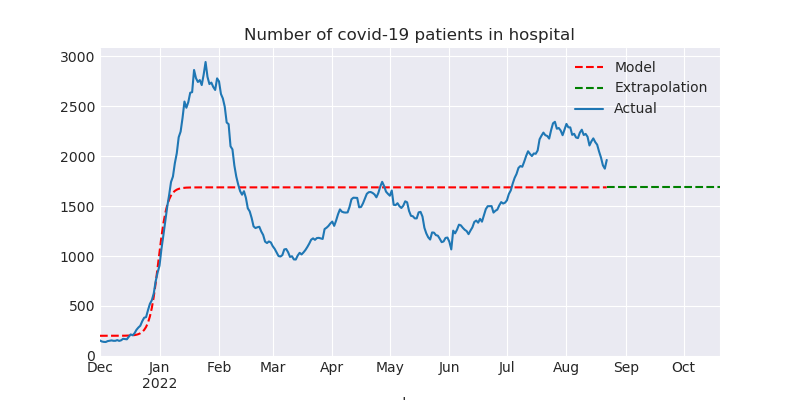 Number of covid-19 patients in hospital
3000
2500
2000
1500
1000
500
0
Model
Extrapolation
Actual
Dec Jan Feb Mar Apr May Jun Jul Aug Sep Oct
2022